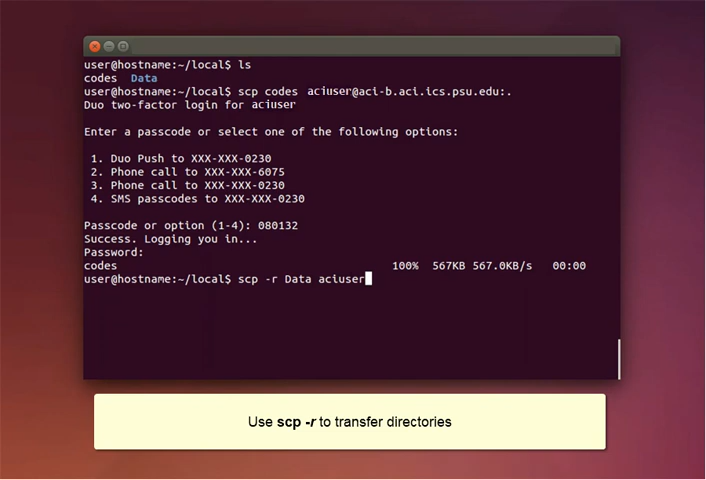 user@hostname:~/local$ ls
codes Data
user@hostname:~/local$ scp codes aciuser@aci-b.aci.ics.psu.edu:.
Duo two-factor login for aciuser
Enter a passcode or select one of the following options:
1. Duo Push to XXX-XXX-0230
2. Phone call to XXX-XXX-6075
3. Phone call to XXX-XXX-0230
4. SMS passcodes to XXX-XXX-0230
Passcode or option (1-4): 080132
Success. Logging you in...
Password:
codes 100% 567KB 567.0KB/s 00:00
user@hostname:~/local$ scp -r Data aciuser
Use scp -r to transfer directories